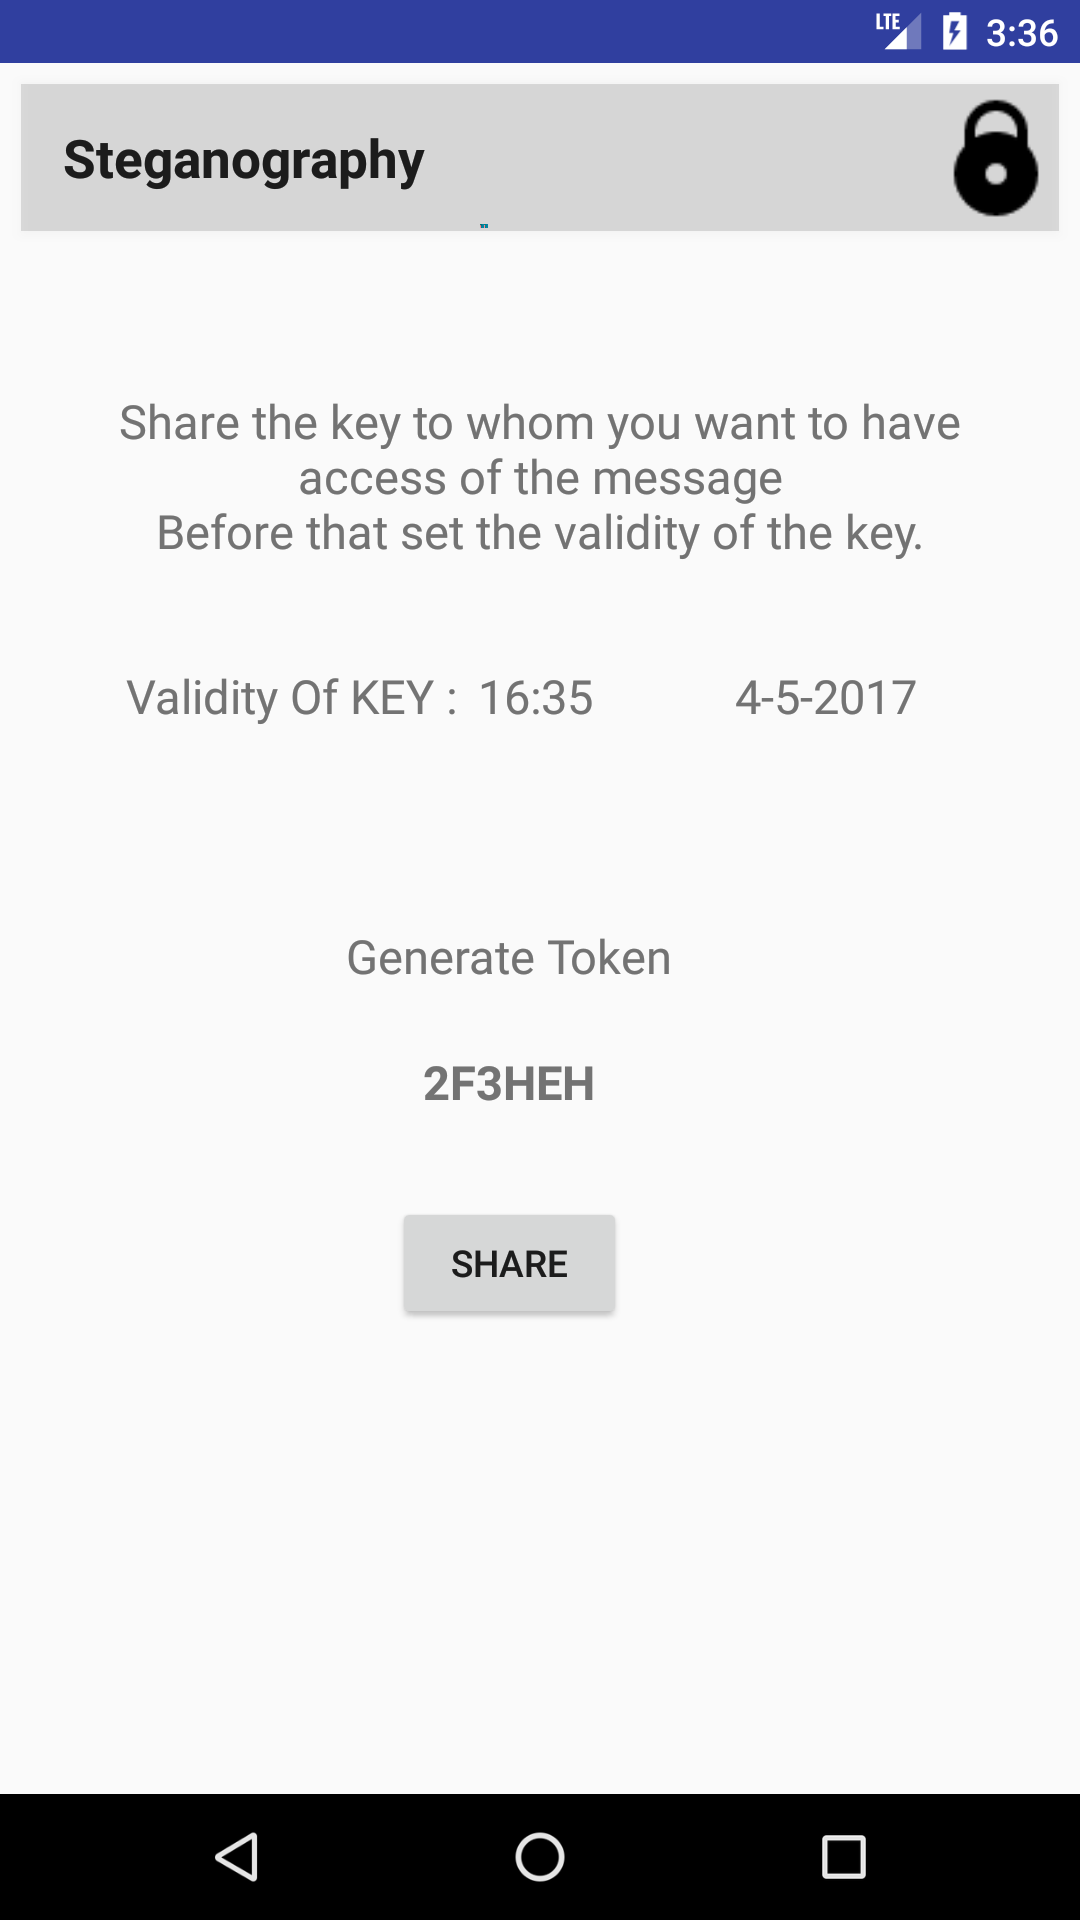 LTE 3:36
Steganography
Share the key to whom you want to have
access of the message
Before that set the validity of the key.
Validity Of KEY : 16:35 4-5-2017
Generate Token
2F3HEH
SHARE